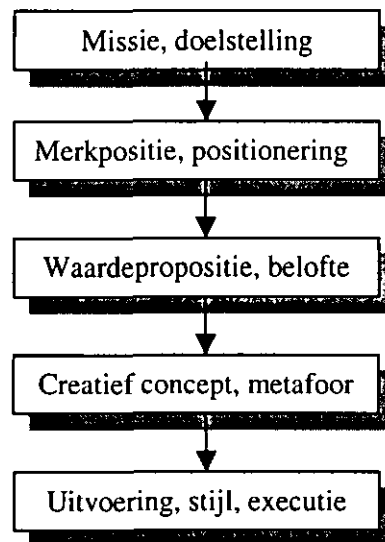 Missie, doelstelling
Merkpositie, positionering
Waardepropositie, belofte
Creatief concept, metafoor
Uitvoering, stijl, executie